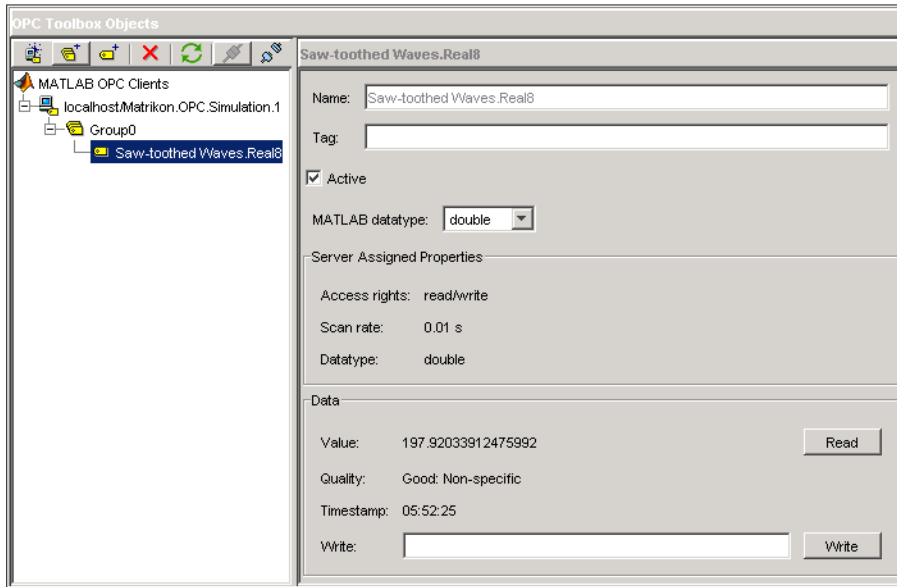 OPC Toolbox Objects
MATLAB OPC Clients
localhost/Matrikon.OPC.Simulation.1
Group0
Saw-toothed Waves.Real8
Saw-toothed Waves.Real8
Name: Saw-toothed Waves.Real8
Tag:
Active
MATLAB datatype: double
Server Assigned Properties
Access rights: read/write
Scan rate: 0.01 s
Datatype: double
Data
Value: 197.92033912475992 Read
Quality: Good: Non-specific
Timestamp: 05:52:25
Write: Write